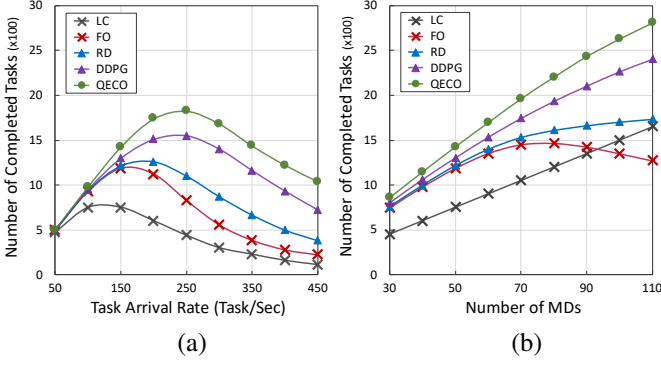 Number of Completed Tasks (x100)
30
25
20
15
10
5
0
LC
FO
RD
DDPG
QECO
50
150
250
350
450
Task Arrival Rate (Task/Sec)
(a)
Number of Completed Tasks (x100)
30
25
20
15
10
5
0
LC
FO
RD
DDPG
QECO
30
50
70
90
110
Number of MDs
(b)